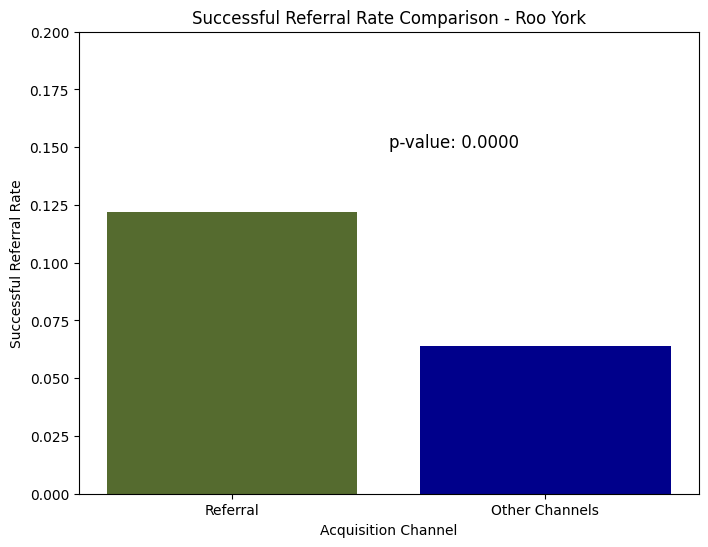 Successful Referral Rate Comparison - Roo York
0.200
0.175
0.150
0.125
0.100
0.075
0.050
0.025
0.000
Successful Referral Rate
p-value: 0.0000
Referral
Other Channels
Acquisition Channel